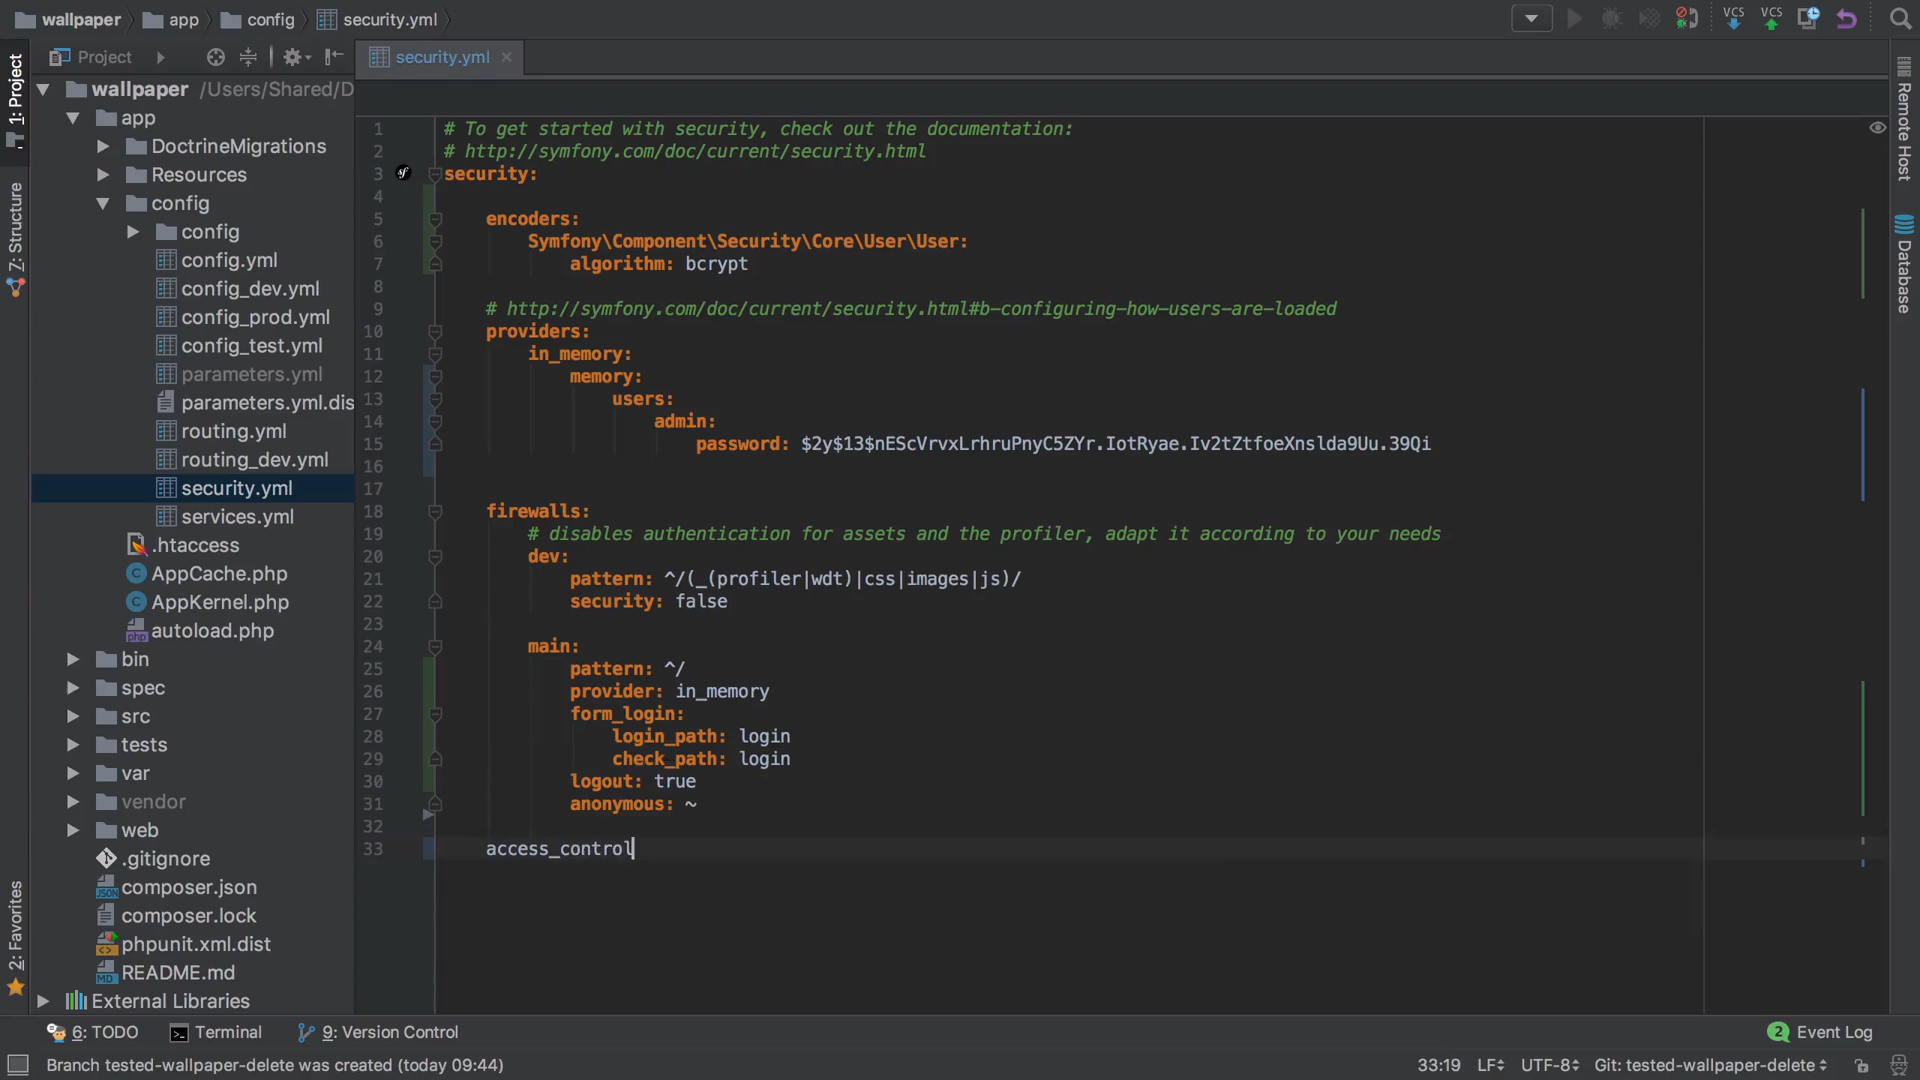 wallpaper app config security.yml
VCS VCS
1: Project
Project
security.yml
wallpaper /Users/Shared/D
app
DoctrineMigrations
Resources
config
config
config.yml
config_dev.yml
config_prod.yml
config_test.yml
parameters.yml
parameters.yml.dis
routing.yml
routing_dev.yml
security.yml
services.yml
.htaccess
AppCache.php
AppKernel.php
autoload.php
bin
spec
src
tests
var
vendor
web
.gitignore
composer.json
composer.lock
phpunit.xml.dist
README.md
External Libraries
Z: Structure
2: Favorites
1 # To get started with security, check out the documentation:
2 # http://symfony.com/doc/current/security.html
3 security:
4
5 encoders:
6 Symfony\Component\Security\Core\User\User:
7 algorithm: bcrypt
8
9 # http://symfony.com/doc/current/security.html#b-configuring-how-users-are-loaded
10 providers:
11 in_memory:
12 memory:
13 users:
14 admin:
15 password: $2y$13$nEScVrvxLrhruPnyC5ZYr.IotRyae.Iv2tZtfoeXnslda9Uu.39Qi
16
17
18 firewalls:
19 # disables authentication for assets and the profiler, adapt it according to your needs
20 dev:
21 pattern: ^/(_(profiler|wdt)|css|images|js)/
22 security: false
23
24 main:
25 pattern: ^/
26 provider: in_memory
27 form_login:
28 login_path: login
29 check_path: login
30 logout: true
31 anonymous: ~
32
33 access_control
Remote Host
Database
6: TODO Terminal 9: Version Control 2 Event Log
Branch tested-wallpaper-delete was created (today 09:44) 33:19 LF UTF-8 Git: tested-wallpaper-delete